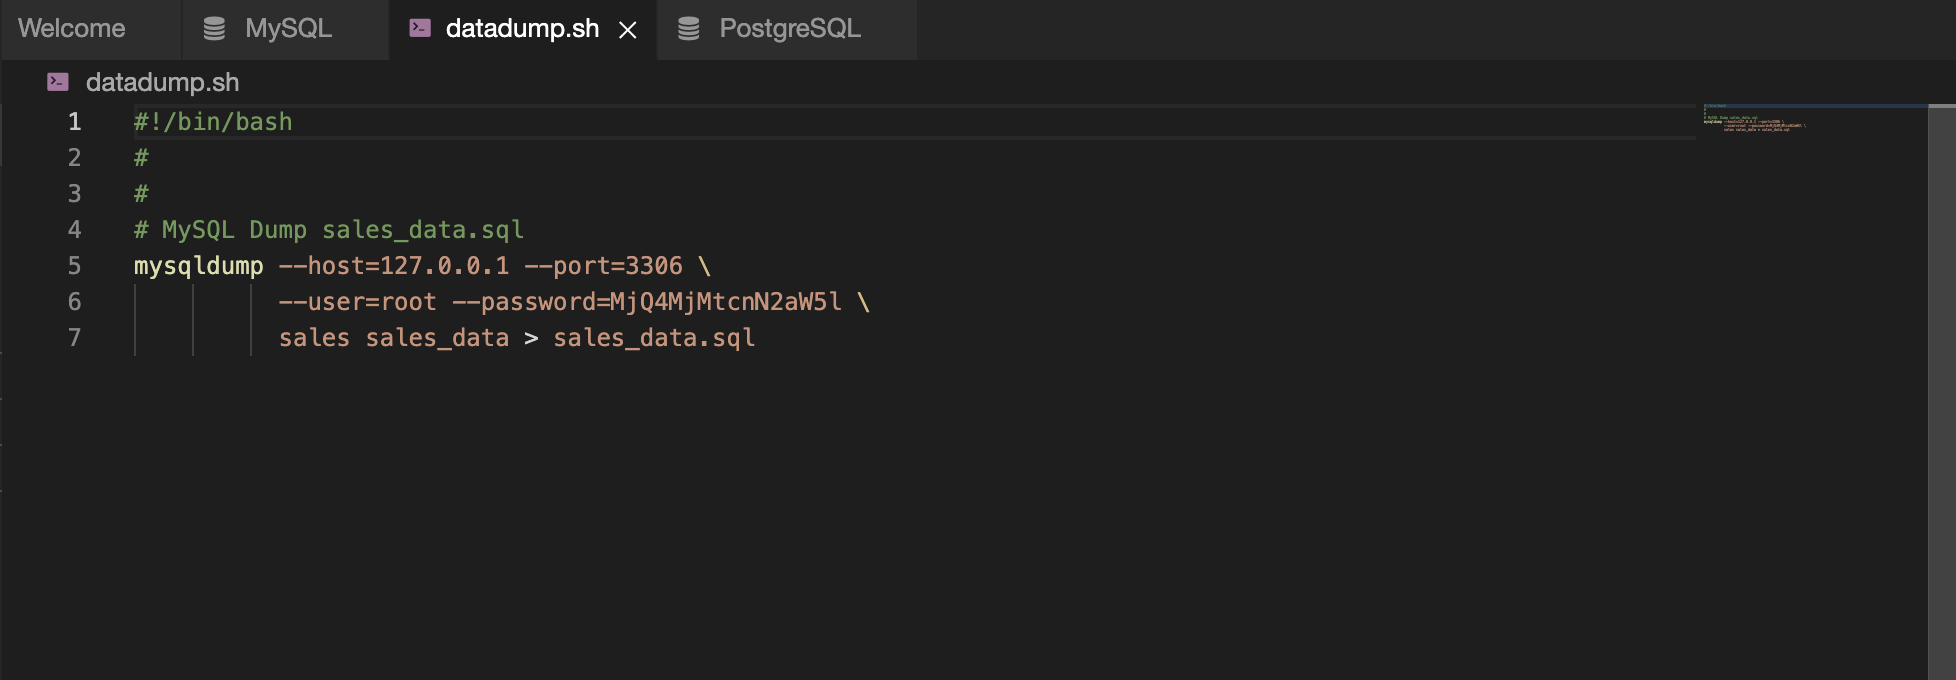 Welcome MySQL datadump.sh PostgreSQL
datadump.sh
1 #!/bin/bash
2 #
3 #
4 # MySQL Dump sales_data.sql
5 mysqldump --host=127.0.0.1 --port=3306 \
6 --user=root --password=MjQ4MjMtcnN2aW5l \
7 sales sales_data > sales_data.sql